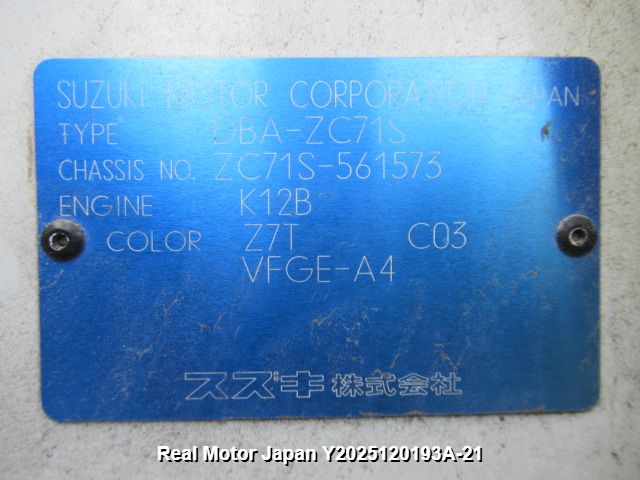 SUZUKI MOTOR CORPORATION JAPAN
TYPE DBA-ZC71S
CHASSIS NO. ZC71S-561573
ENGINE K12B
COLOR Z7T C03
VFGE-A4
スズキ株式会社
Real Motor Japan Y2025120193A-21